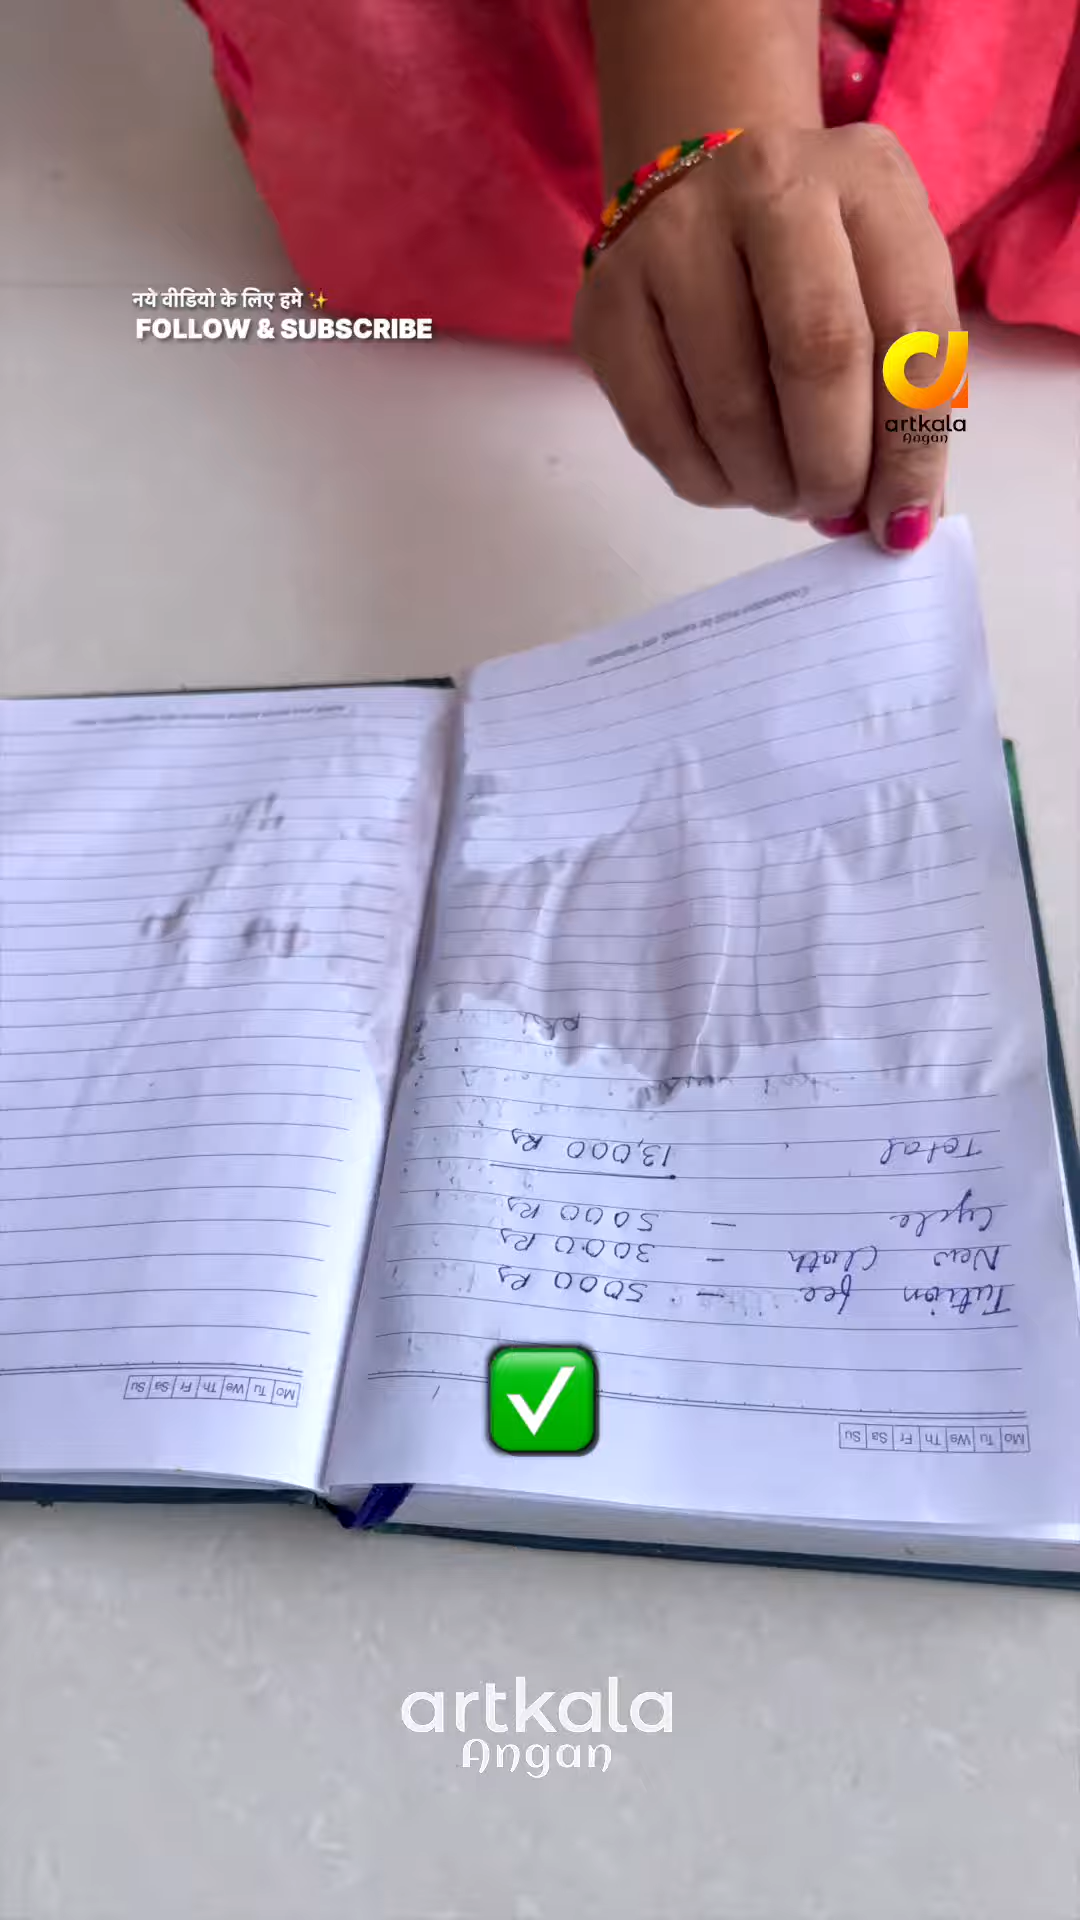 नये वीडियो के लिए हमे ✨
FOLLOW & SUBSCRIBE
artkala
Angan
Mo Tu We Th Fr Sa Su
Mo Tu We Th Fr Sa Su
Tution fee - 5000 Rs
New Cloth - 3000 Rs
Cycle - 5000 Rs
Total 13,000 Rs
artkala
Angan